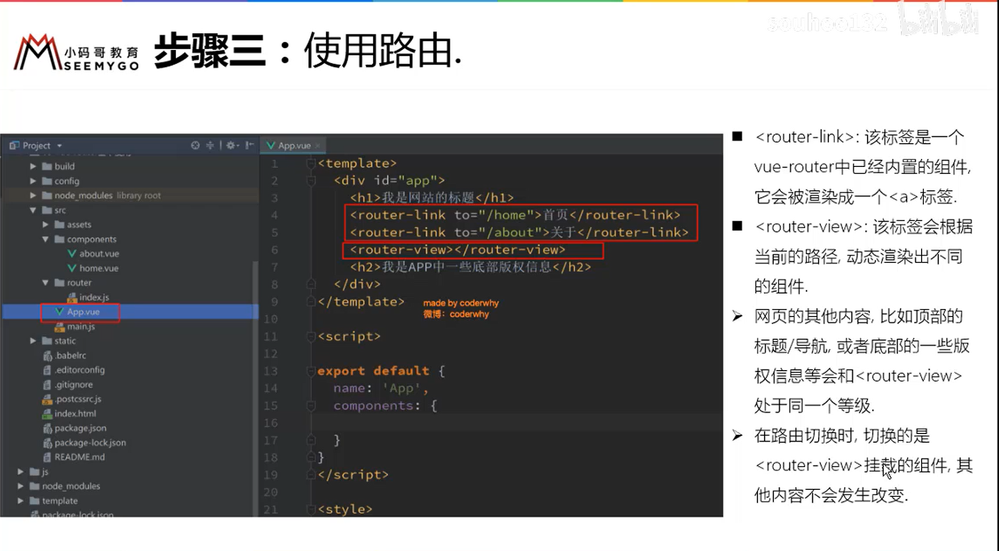 souhoo132 bilibili
小码哥教育
SEEMYGO
步骤三：使用路由.
Project
build
config
node_modules library root
src
assets
components
about.vue
home.vue
router
index.js
App.vue
main.js
static
.babelrc
.editorconfig
.gitignore
.postcssrc.js
index.html
package.json
package-lock.json
README.md
js
node_modules
template
package-lock.json
App.vue
1 <template>
2 <div id="app">
3 <h1>我是网站的标题</h1>
4 <router-link to="/home">首页</router-link>
5 <router-link to="/about">关于</router-link>
6 <router-view></router-view>
7 <h2>我是APP中一些底部版权信息</h2>
8 </div>
9 </template>
made by coderwhy
微博：coderwhy
10
11 <script>
12
13 export default {
14 name: 'App',
15 components: {
16
17 }
18 }
19 </script>
20
21 <style>
<router-link>: 该标签是一个
vue-router中已经内置的组件,
它会被渲染成一个<a>标签.
<router-view>: 该标签会根据
当前的路径, 动态渲染出不同
的组件.
网页的其他内容, 比如顶部的
标题/导航, 或者底部的一些版
权信息等会和<router-view>
处于同一个等级.
在路由切换时, 切换的是
<router-view>挂载的组件, 其
他内容不会发生改变.